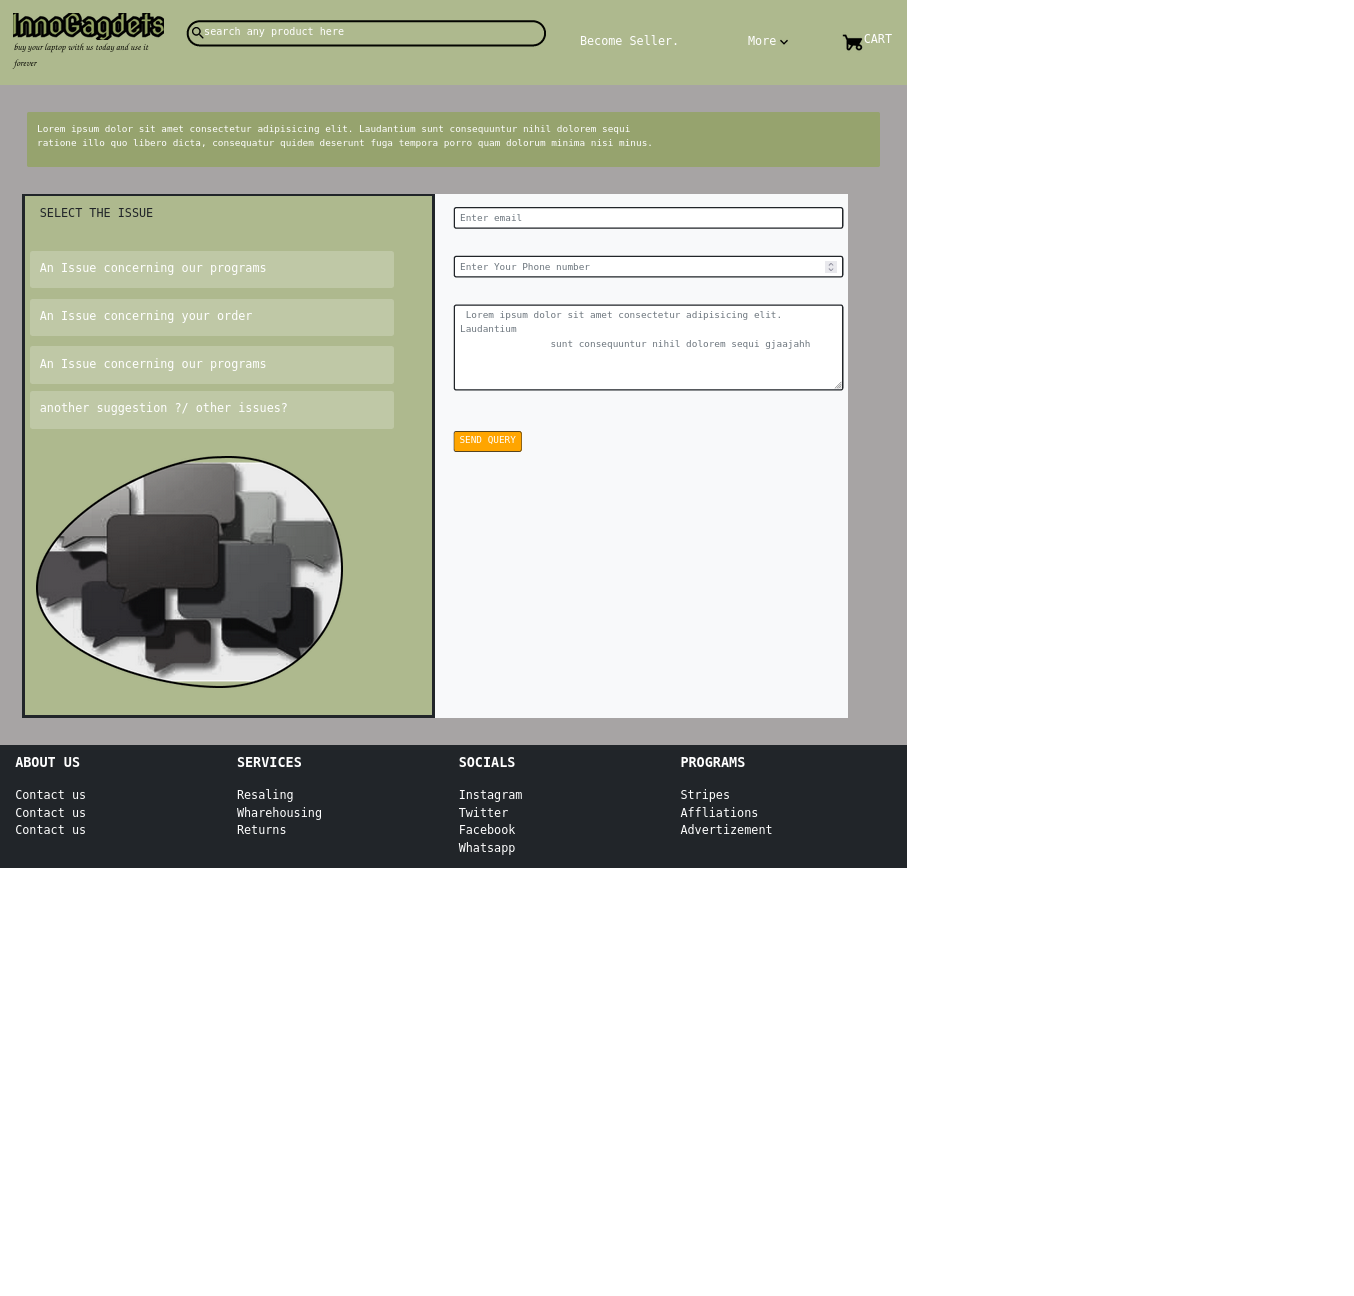 InnoGagdets
buy your laptop with us today and use it
forever
search any product here
Become Seller.
More
CART
Lorem ipsum dolor sit amet consectetur adipisicing elit. Laudantium sunt consequuntur nihil dolorem sequi
ratione illo quo libero dicta, consequatur quidem deserunt fuga tempora porro quam dolorum minima nisi minus.
SELECT THE ISSUE
An Issue concerning our programs
An Issue concerning your order
An Issue concerning our programs
another suggestion ?/ other issues?
Enter email
Enter Your Phone number
Lorem ipsum dolor sit amet consectetur adipisicing elit.
Laudantium
sunt consequuntur nihil dolorem sequi gjaajahh
SEND QUERY
ABOUT US
Contact us
Contact us
Contact us
SERVICES
Resaling
Wharehousing
Returns
SOCIALS
Instagram
Twitter
Facebook
Whatsapp
PROGRAMS
Stripes
Affliations
Advertizement